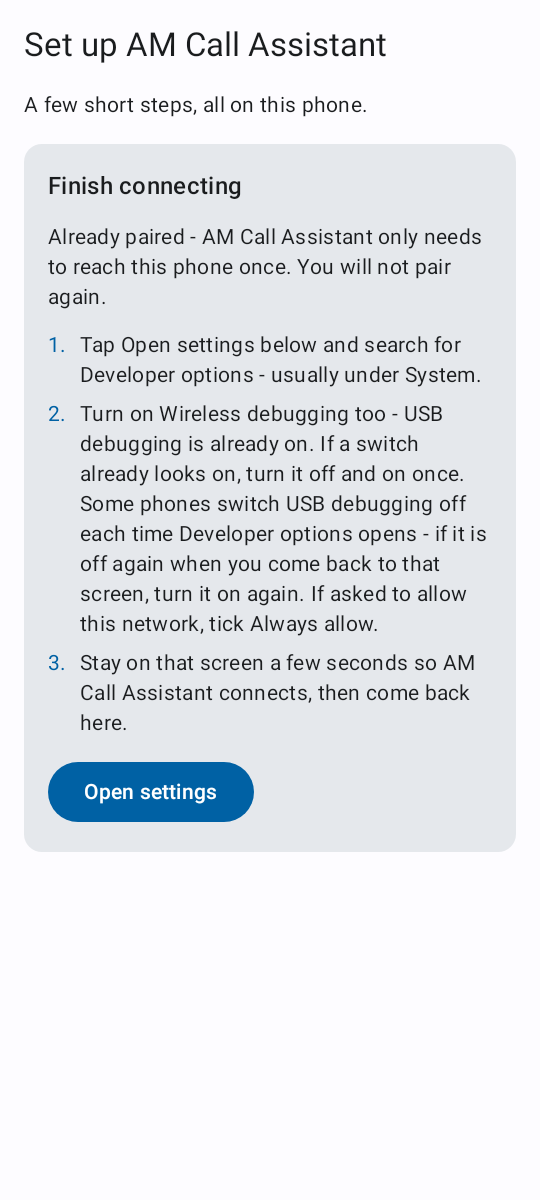 Set up AM Call Assistant
A few short steps, all on this phone.
Finish connecting
Already paired - AM Call Assistant only needs
to reach this phone once. You will not pair
again.
1. Tap Open settings below and search for
Developer options - usually under System.
2. Turn on Wireless debugging too - USB
debugging is already on. If a switch
already looks on, turn it off and on once.
Some phones switch USB debugging off
each time Developer options opens - if it is
off again when you come back to that
screen, turn it on again. If asked to allow
this network, tick Always allow.
3. Stay on that screen a few seconds so AM
Call Assistant connects, then come back
here.
Open settings